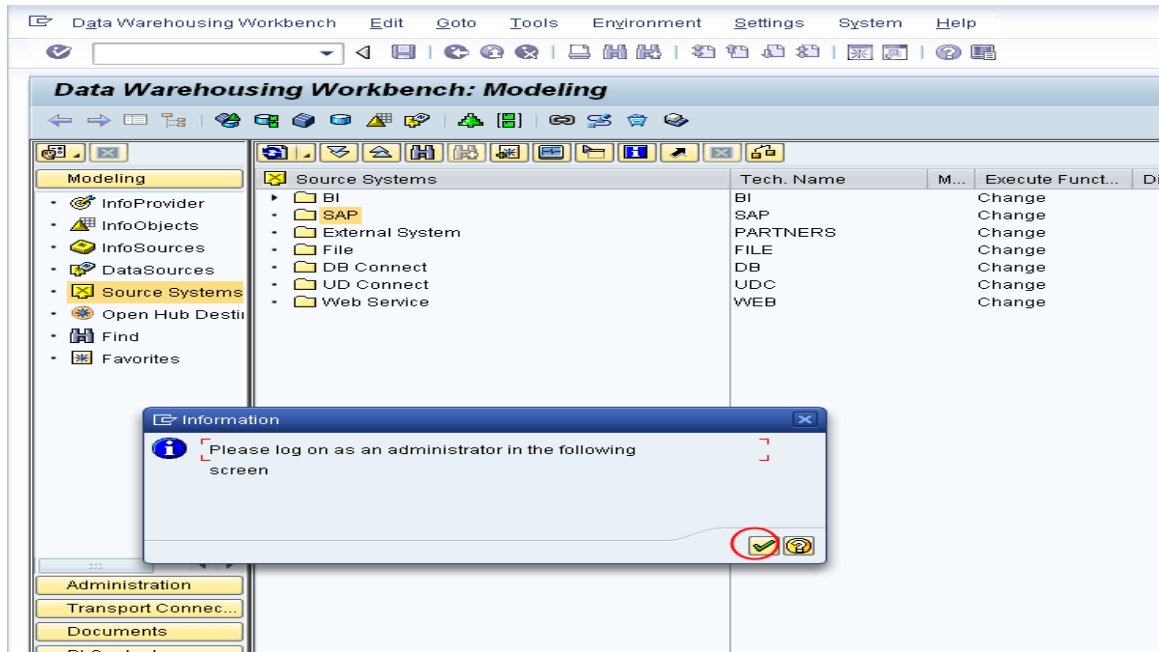 Data Warehousing Workbench Edit Goto Tools Environment Settings System Help
Data Warehousing Workbench: Modeling
Modeling
InfoProvider
InfoObjects
InfoSources
DataSources
Source Systems
Open Hub Desti
Find
Favorites
Source Systems Tech. Name M... Execute Funct... Di
BI BI Change
SAP SAP Change
External System PARTNERS Change
File FILE Change
DB Connect DB Change
UD Connect UDC Change
Web Service WEB Change
Information
Please log on as an administrator in the following
screen
Administration
Transport Connec...
Documents